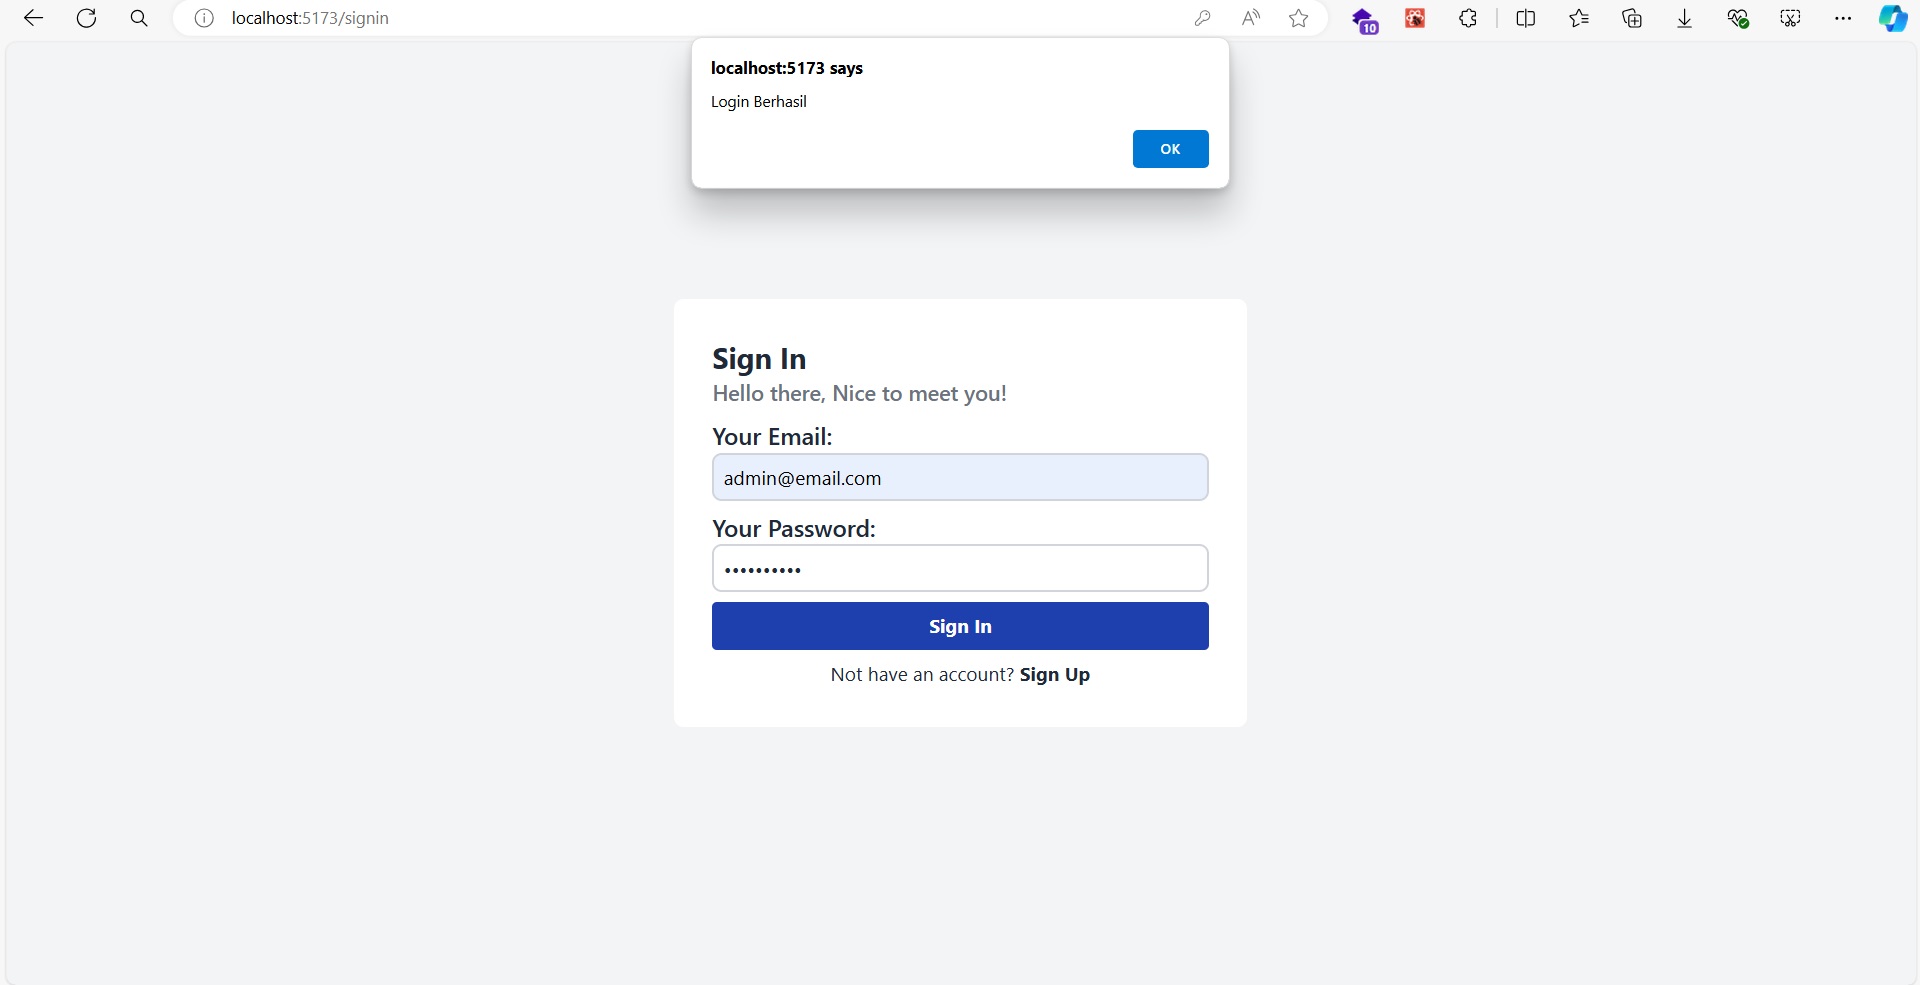 localhost:5173/signin
10
localhost:5173 says
Login Berhasil
OK
Sign In
Hello there, Nice to meet you!
Your Email:
admin@email.com
Your Password:
••••••••••
Sign In
Not have an account? Sign Up